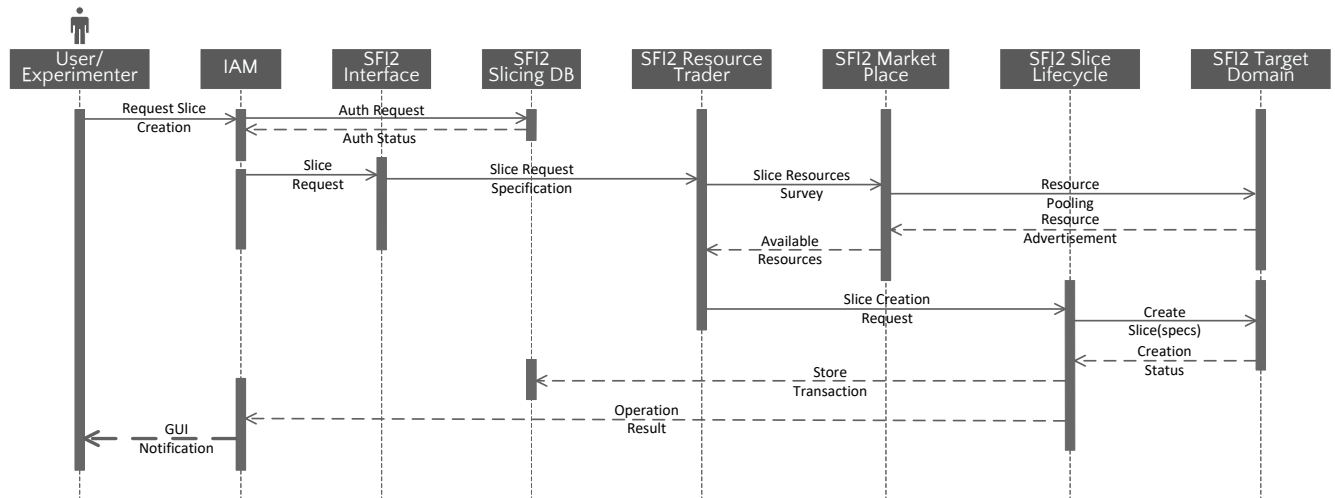 User/
Experimenter
IAM
SFI2
Interface
SFI2
Slicing DB
SFI2 Resource
Trader
SFI2 Market
Place
SFI2 Slice
Lifecycle
SFI2 Target
Domain
Request Slice
Creation
Auth Request
Auth Status
Slice
Request
Slice Request
Specification
Slice Resources
Survey
Resource
Pooling
Resource
Advertisement
Available
Resources
Slice Creation
Request
Create
Slice(specs)
Creation
Status
Store
Transaction
Operation
Result
GUI
Notification